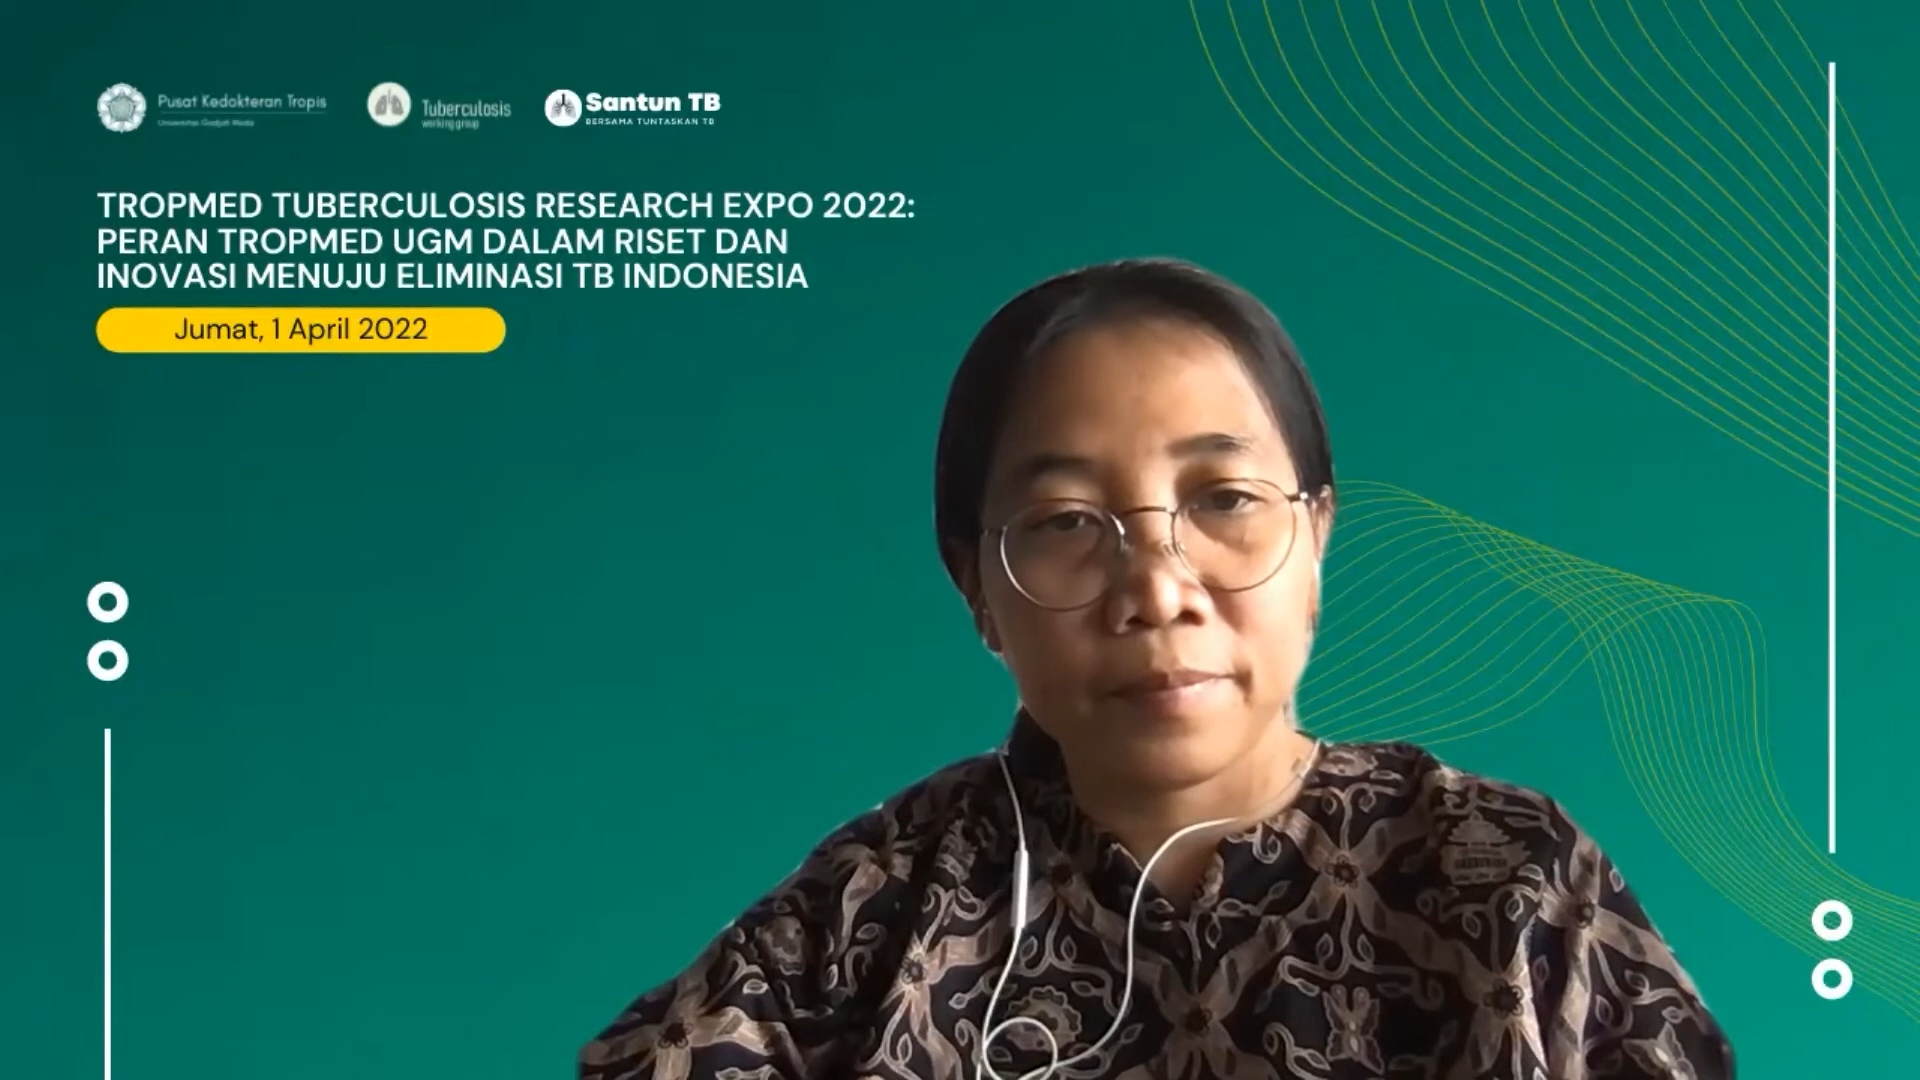 Pusat Kedokteran Tropis
Universitas Gadjah Mada
Tuberculosis
working group
Santun TB
BERSAMA TUNTASKAN TB
TROPMED TUBERCULOSIS RESEARCH EXPO 2022:
PERAN TROPMED UGM DALAM RISET DAN
INOVASI MENUJU ELIMINASI TB INDONESIA
Jumat, 1 April 2022